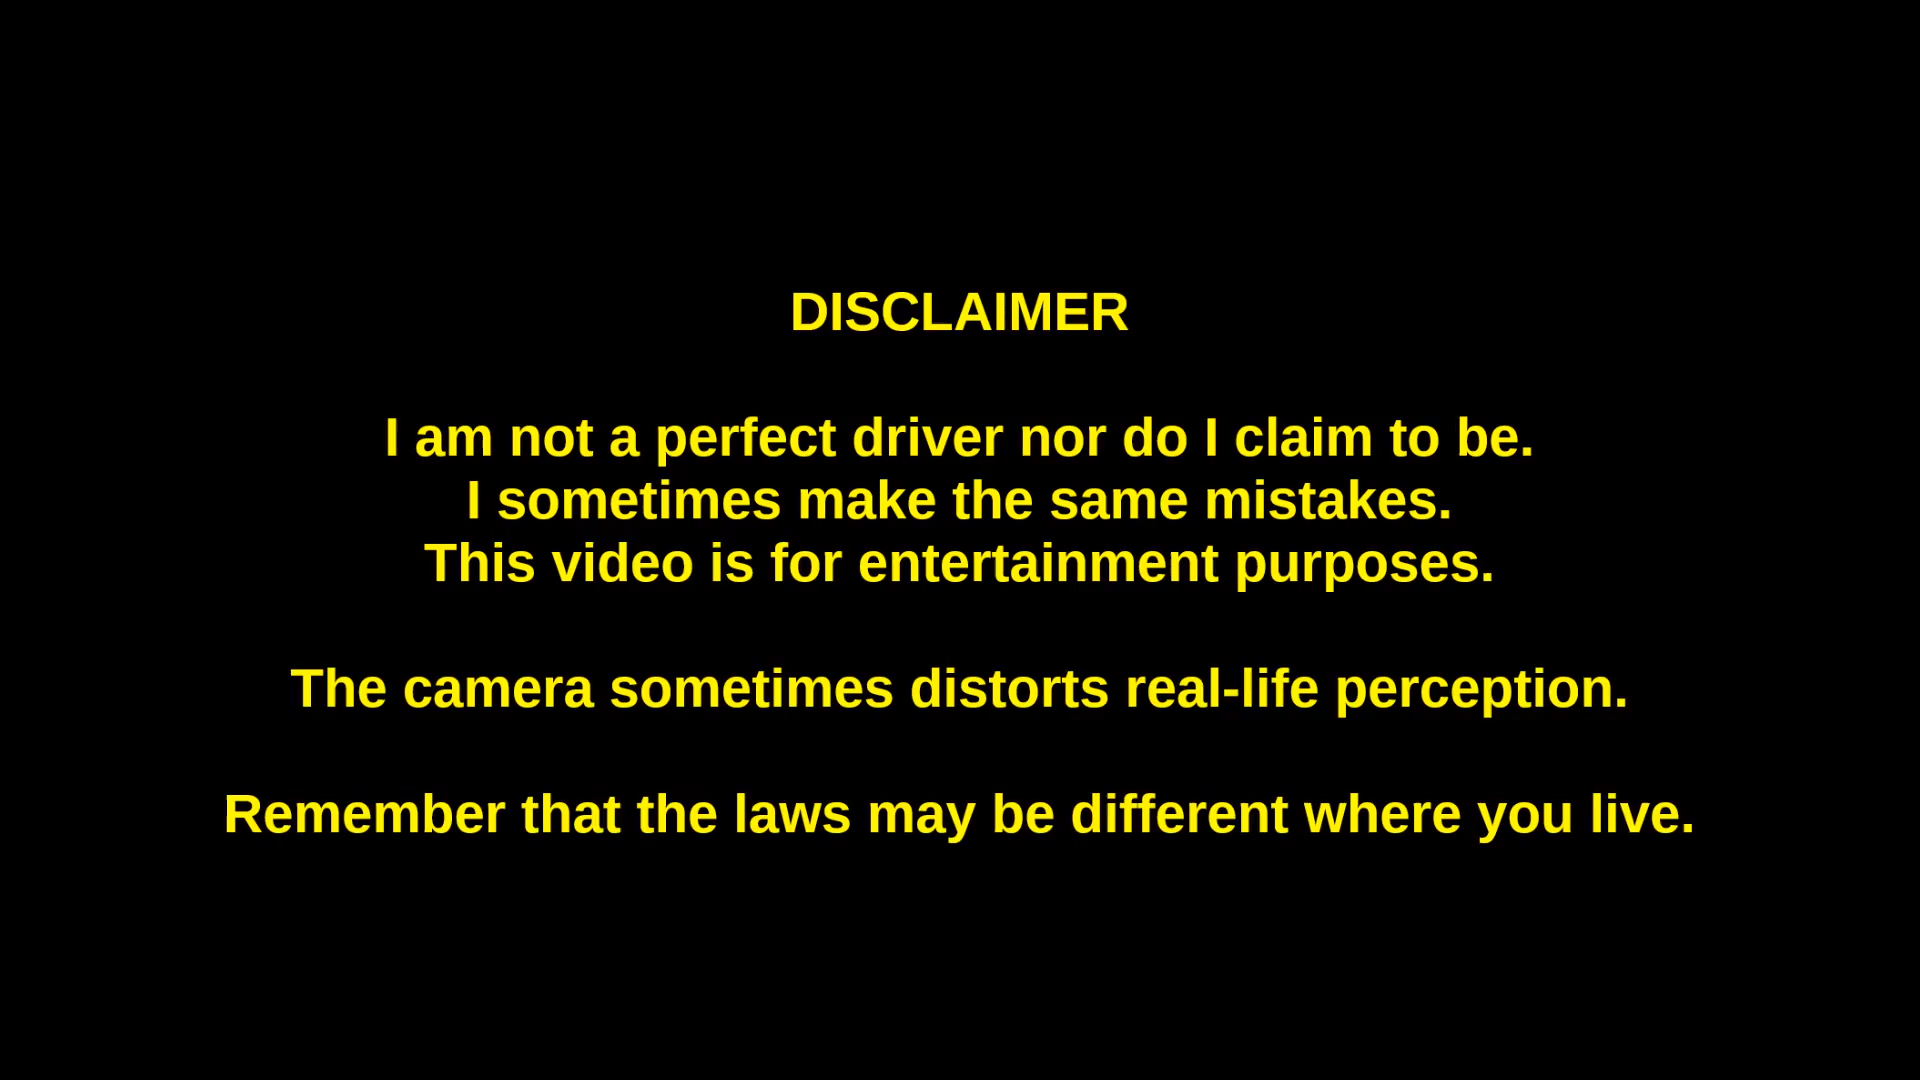 DISCLAIMER
I am not a perfect driver nor do I claim to be.
I sometimes make the same mistakes.
This video is for entertainment purposes.
The camera sometimes distorts real-life perception.
Remember that the laws may be different where you live.